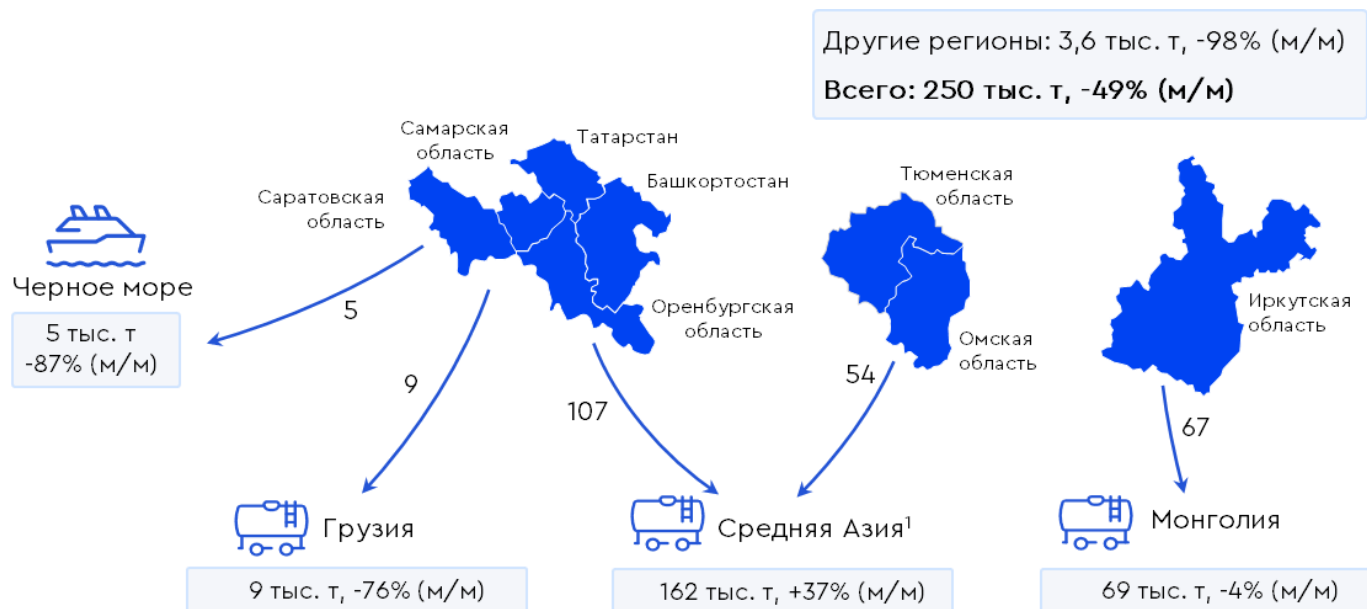 Другие регионы: 3,6 тыс. т, -98% (м/м)
Всего: 250 тыс. т, -49% (м/м)
Самарская
область
Татарстан
Башкортостан
Саратовская
область
Оренбургская
область
Тюменская
область
Омская
область
Иркутская
область
Черное море
5 тыс. т
-87% (м/м)
5
9
107
54
67
Грузия
9 тыс. т, -76% (м/м)
Средняя Азия¹
162 тыс. т, +37% (м/м)
Монголия
69 тыс. т, -4% (м/м)